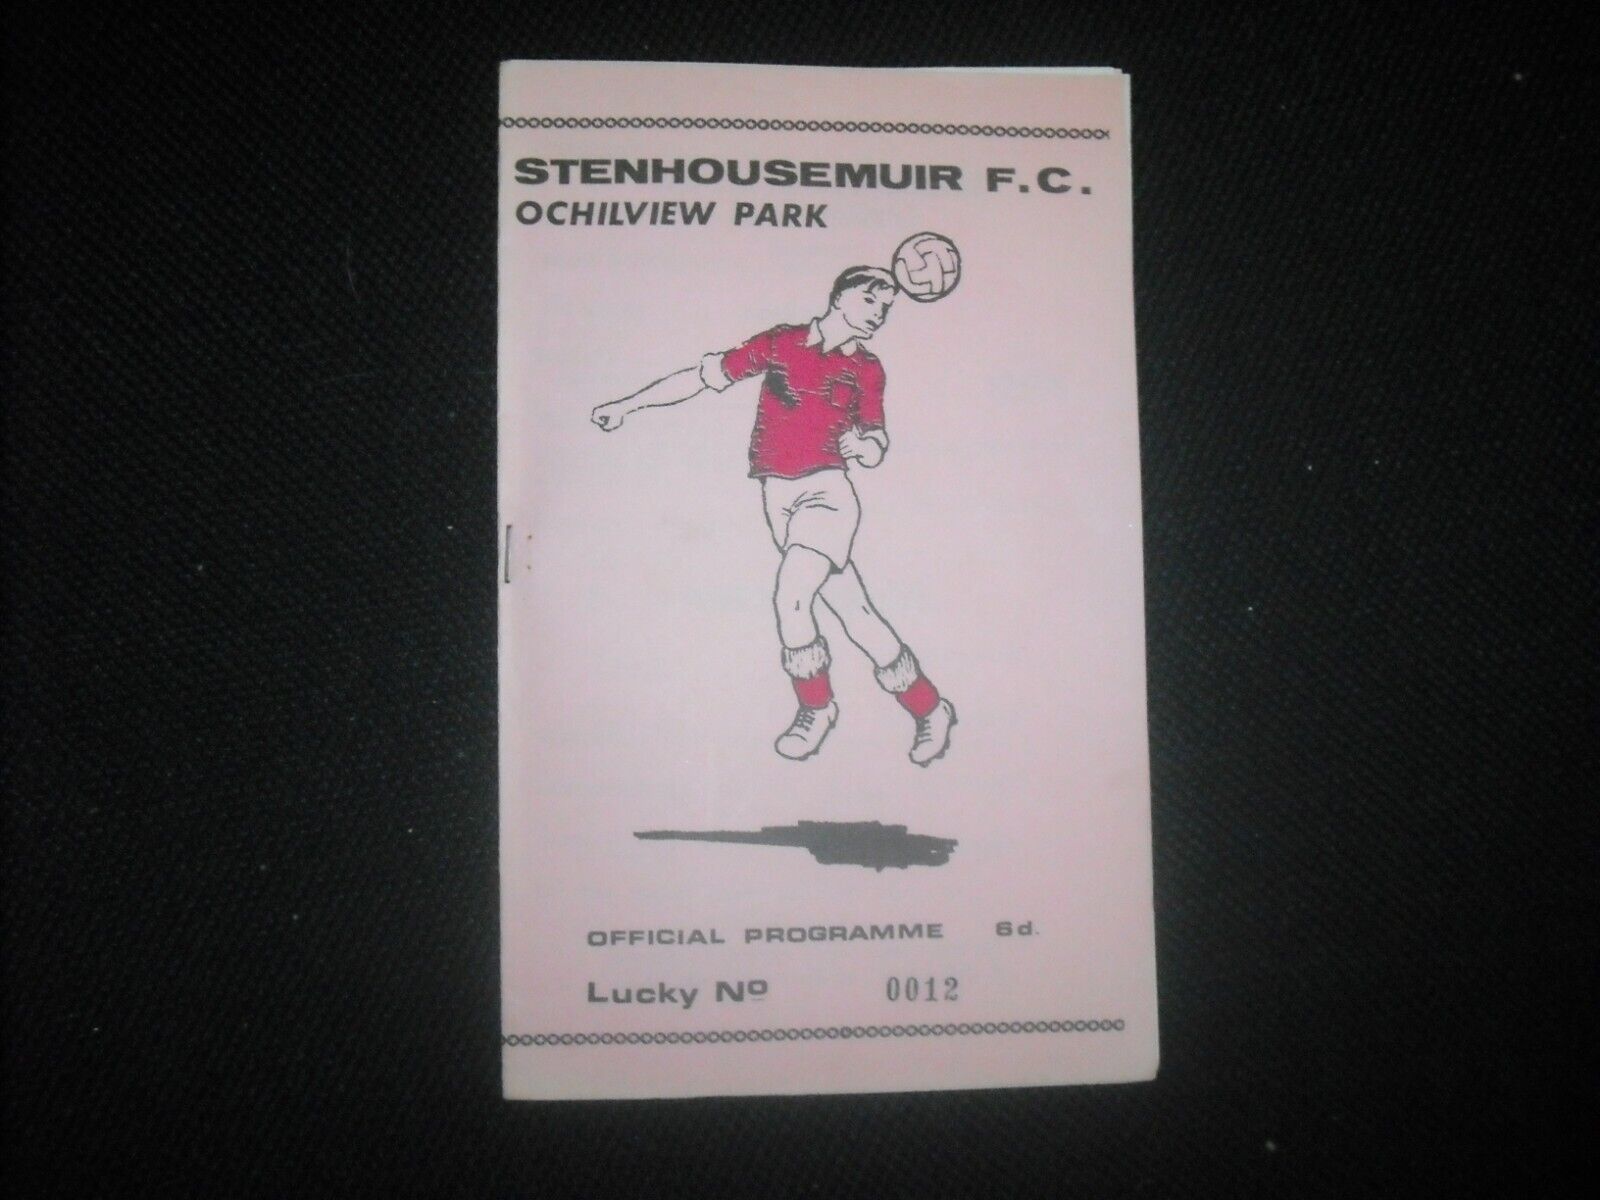 STENHOUSEMUIR F.C.
OCHILVIEW PARK
OFFICIAL PROGRAMME 6d.
Lucky Nº 0012